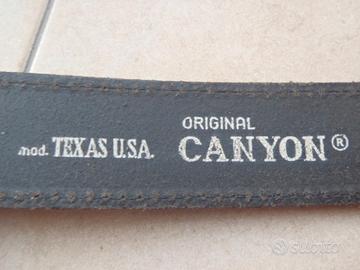 mod. TEXAS U.S.A.
ORIGINAL
CANYON®
subito